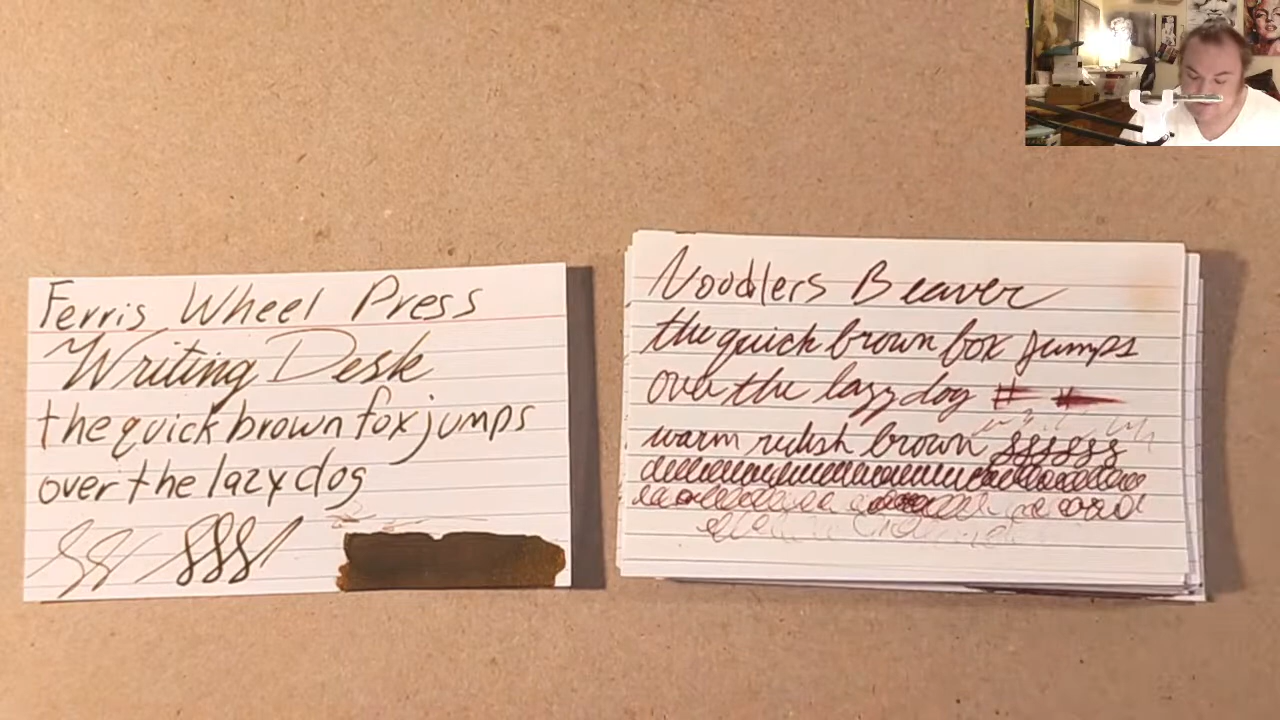 Ferris Wheel Press
Writing Desk
the quick brown fox jumps
over the lazy dog
Noodlers Beaver
the quick brown fox jumps
over the lazy dog # #
warm redish brown